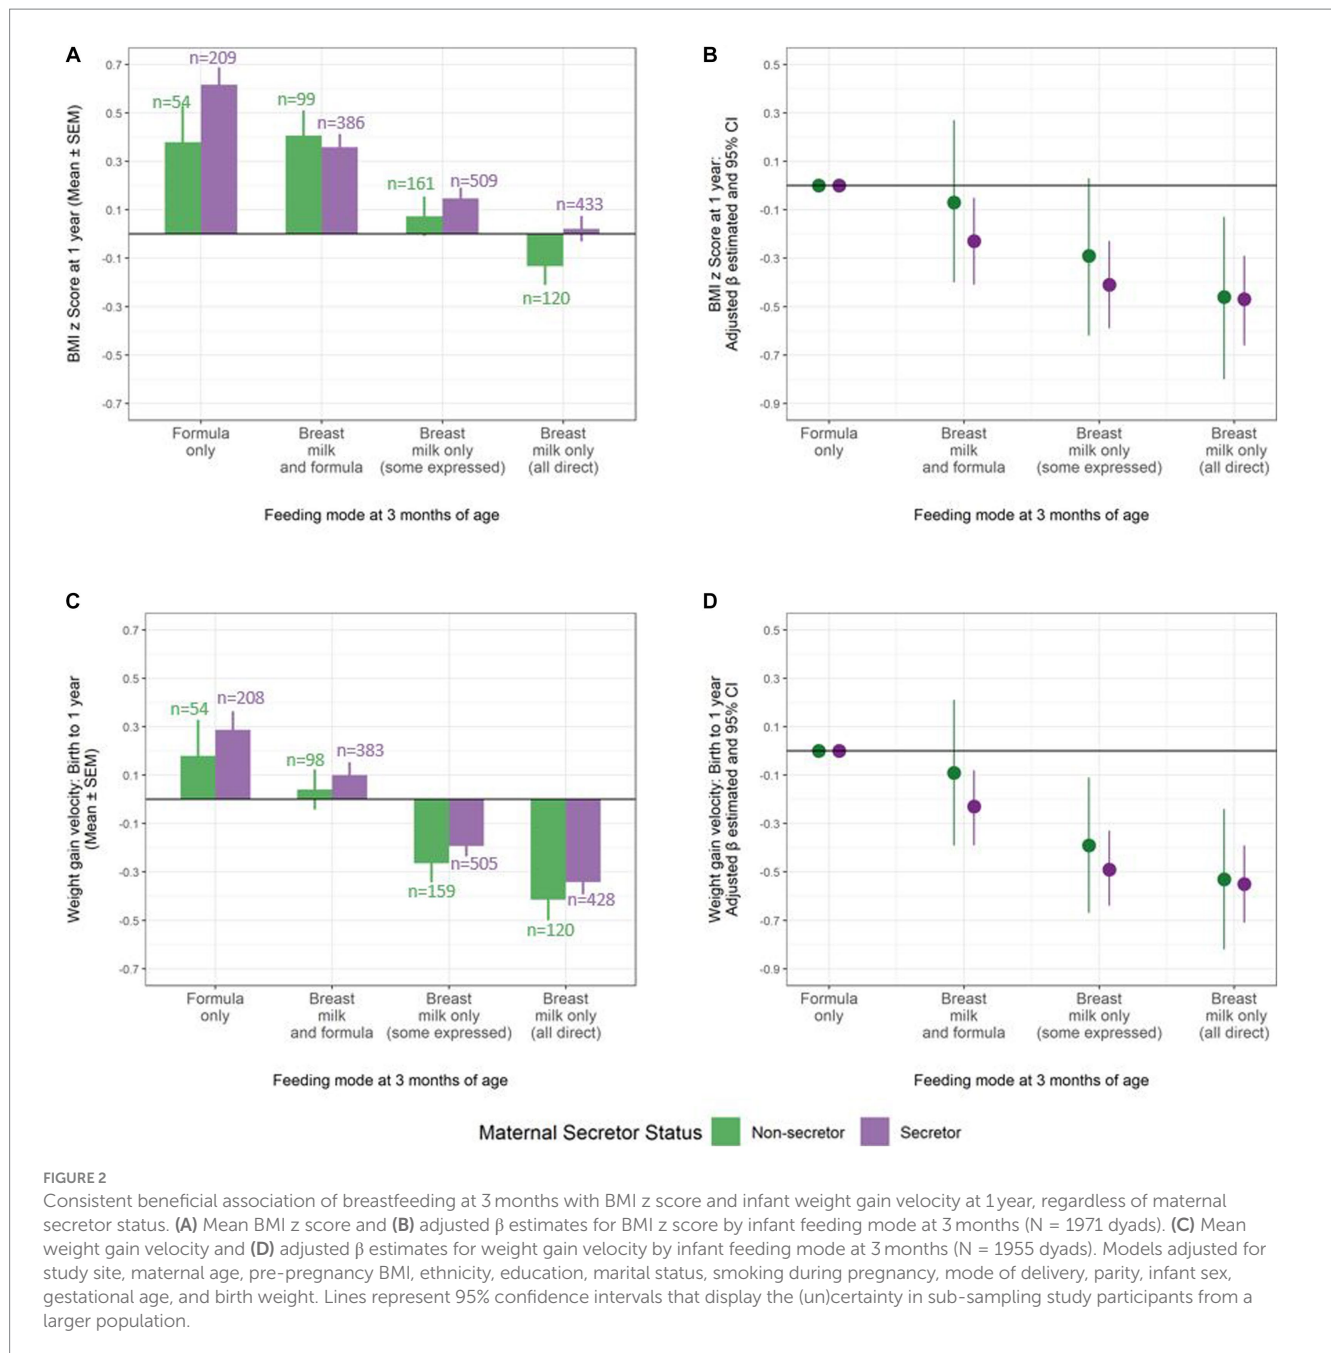 A
BMI z Score at 1 year (Mean ± SEM)
0.7
0.5
0.3
0.1
-0.1
-0.3
-0.5
-0.7
n=54
n=209
n=99
n=386
n=161
n=509
n=120
n=433
Formula
only
Breast
milk
and formula
Breast
milk only
(some expressed)
Breast
milk only
(all direct)
Feeding mode at 3 months of age
B
BMI z Score at 1 year:
Adjusted β estimated and 95% CI
0.5
0.3
0.1
-0.1
-0.3
-0.5
-0.7
-0.9
Formula
only
Breast
milk
and formula
Breast
milk only
(some expressed)
Breast
milk only
(all direct)
Feeding mode at 3 months of age
C
Weight gain velocity: Birth to 1 year
(Mean ± SEM)
0.7
0.5
0.3
0.1
-0.1
-0.3
-0.5
-0.7
n=54
n=208
n=98
n=383
n=159
n=505
n=120
n=428
Formula
only
Breast
milk
and formula
Breast
milk only
(some expressed)
Breast
milk only
(all direct)
Feeding mode at 3 months of age
D
Weight gain velocity: Birth to 1 year
Adjusted β estimated and 95% CI
0.5
0.3
0.1
-0.1
-0.3
-0.5
-0.7
-0.9
Formula
only
Breast
milk
and formula
Breast
milk only
(some expressed)
Breast
milk only
(all direct)
Feeding mode at 3 months of age
Maternal Secretor Status Non-secretor Secretor
FIGURE 2
Consistent beneficial association of breastfeeding at 3 months with BMI z score and infant weight gain velocity at 1 year, regardless of maternal
secretor status. (A) Mean BMI z score and (B) adjusted β estimates for BMI z score by infant feeding mode at 3 months (N = 1971 dyads). (C) Mean
weight gain velocity and (D) adjusted β estimates for weight gain velocity by infant feeding mode at 3 months (N = 1955 dyads). Models adjusted for
study site, maternal age, pre-pregnancy BMI, ethnicity, education, marital status, smoking during pregnancy, mode of delivery, parity, infant sex,
gestational age, and birth weight. Lines represent 95% confidence intervals that display the (un)certainty in sub-sampling study participants from a
larger population.